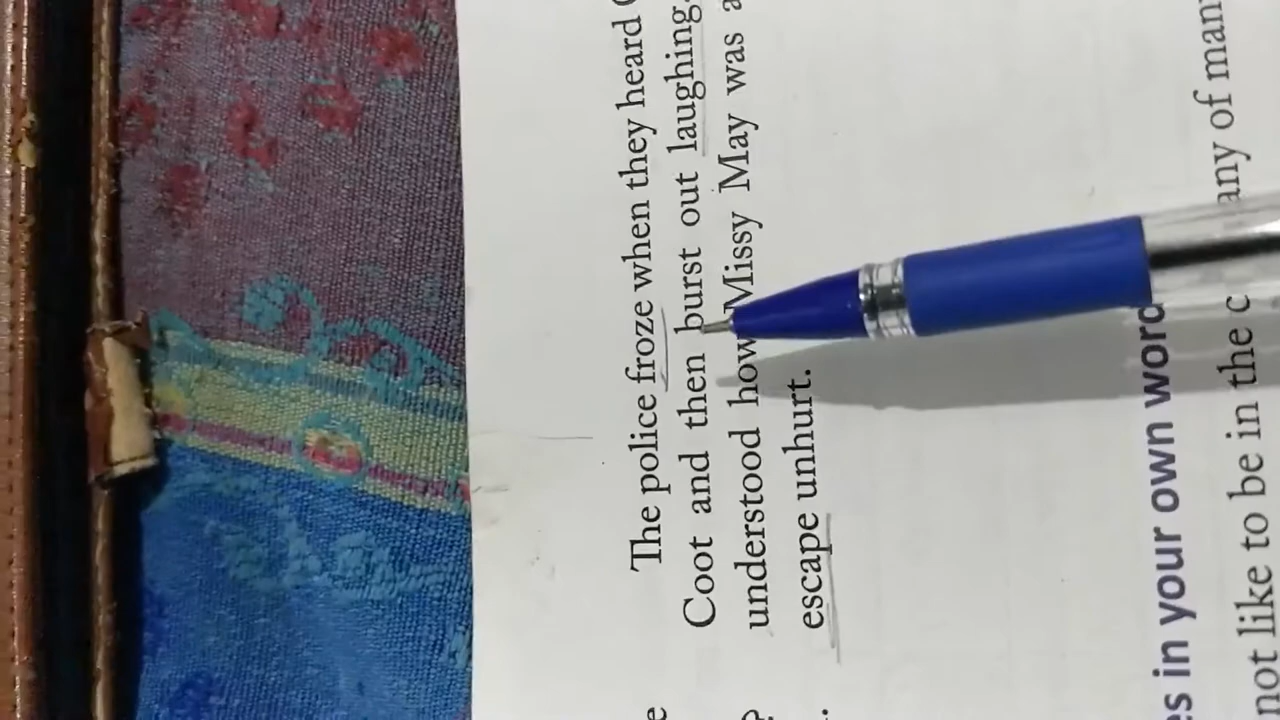 The police froze when they heard
Coot and then burst out laughing.
understood how Missy May was a
escape unhurt.
es in your own word
not like to be in the c any of man
e
?
.